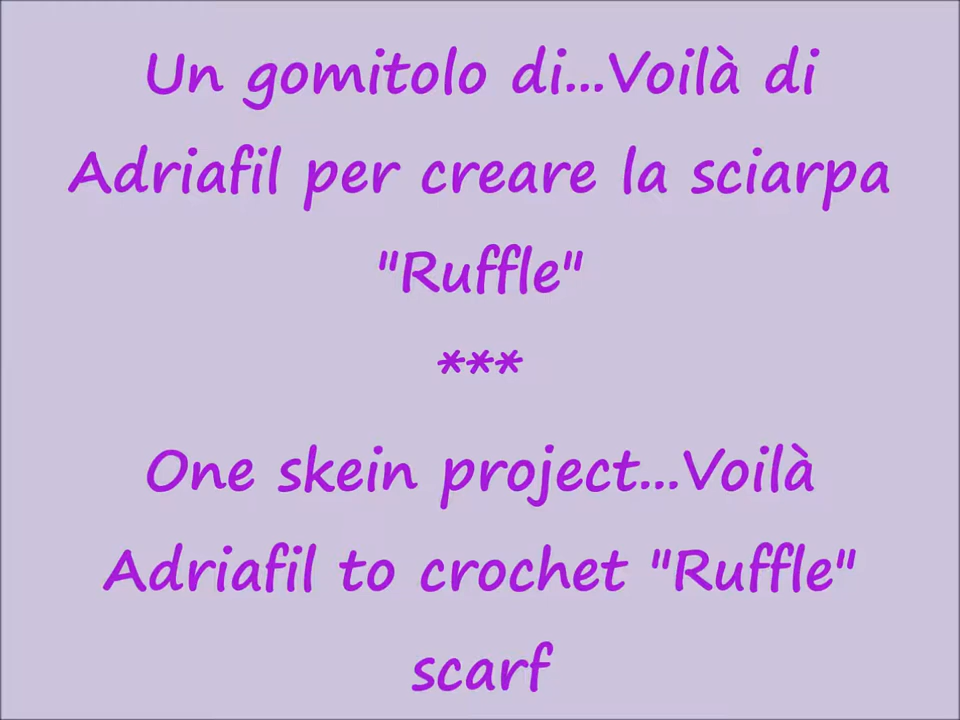 Un gomitolo di...Voilà di
Adriafil per creare la sciarpa
"Ruffle"
***
One skein project...Voilà
Adriafil to crochet "Ruffle"
scarf